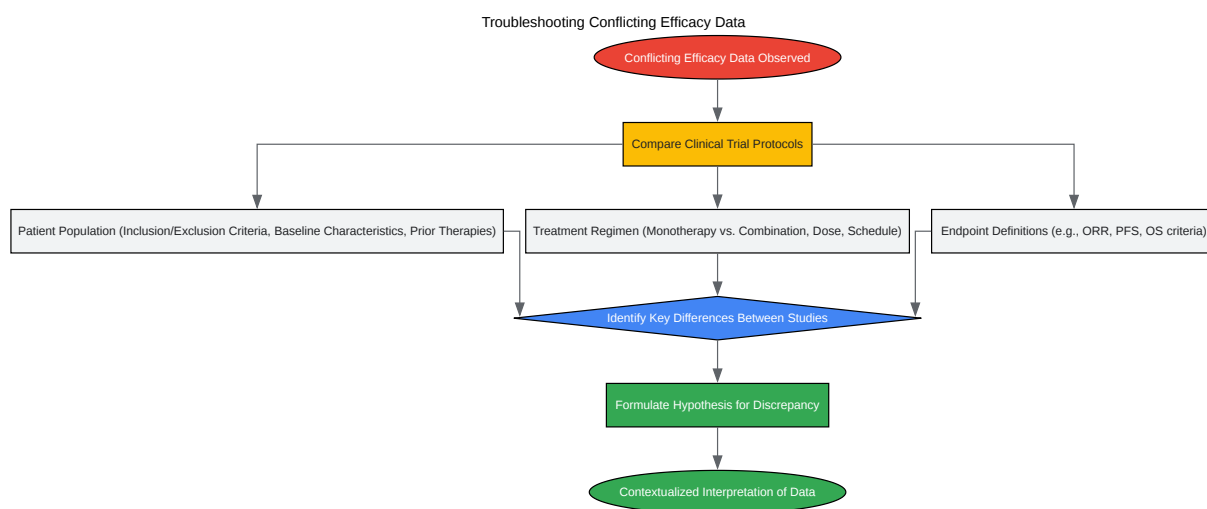 Troubleshooting Conflicting Efficacy Data
Conflicting Efficacy Data Observed
Compare Clinical Trial Protocols
Patient Population (Inclusion/Exclusion Criteria, Baseline Characteristics, Prior Therapies)
Treatment Regimen (Monotherapy vs. Combination, Dose, Schedule)
Endpoint Definitions (e.g., ORR, PFS, OS criteria)
Identify Key Differences Between Studies
Formulate Hypothesis for Discrepancy
Contextualized Interpretation of Data